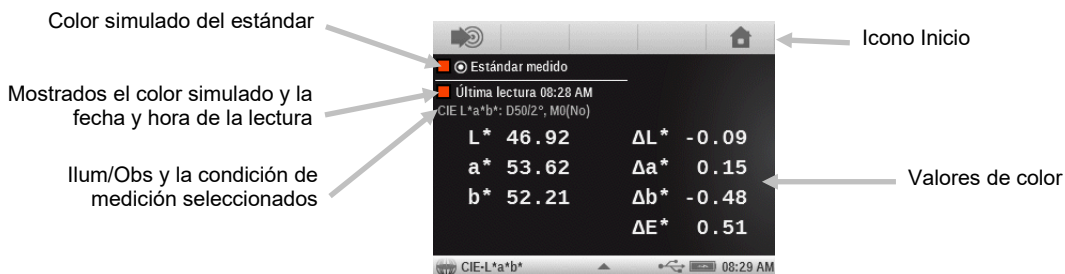 Color simulado del estándar
Icono Inicio
Estándar medido
Última lectura 08:28 AM
Mostrados el color simulado y la
fecha y hora de la lectura
CIE L*a*b*: D50/2°, M0(No)
L* 46.92 ΔL* -0.09
a* 53.62 Δa* 0.15
b* 52.21 Δb* -0.48
ΔE* 0.51
Ilum/Obs y la condición de
medición seleccionados
Valores de color
CIE-L*a*b* 08:29 AM